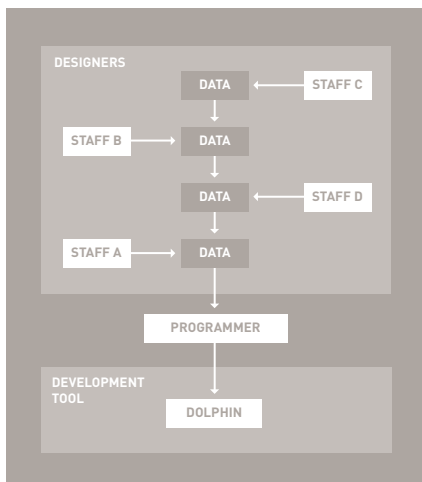 DESIGNERS
DATA
STAFF C
STAFF B
DATA
DATA
STAFF D
STAFF A
DATA
PROGRAMMER
DEVELOPMENT
TOOL
DOLPHIN